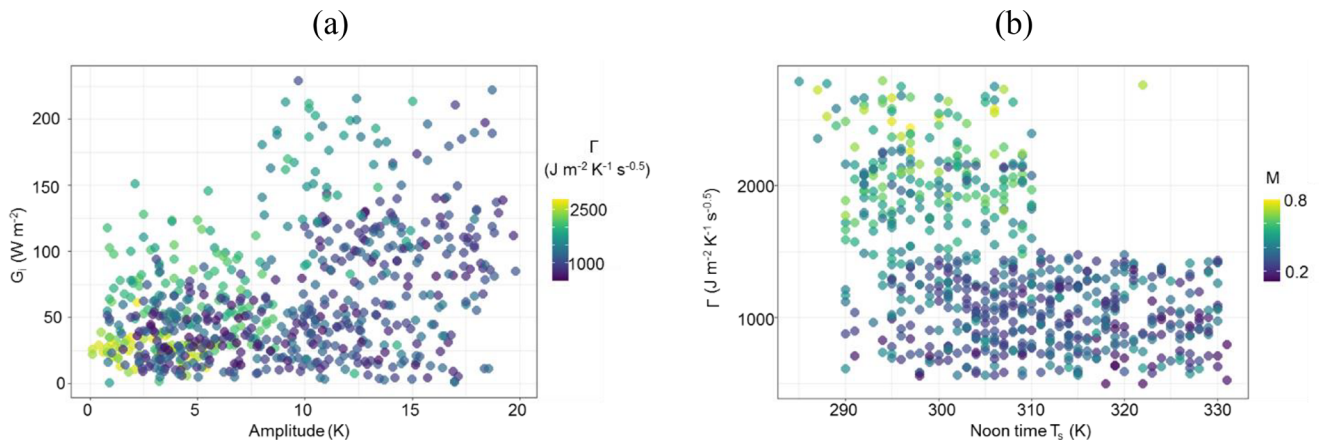 (a)
(b)
200
150
100
50
0
G_i (W m⁻²)
0 5 10 15 20
Amplitude (K)
Γ
(J m⁻² K⁻¹ s⁻⁰·⁵)
2500
1000
2000
1000
Γ (J m⁻² K⁻¹ s⁻⁰·⁵)
290 300 310 320 330
Noon time T_s (K)
M
0.8
0.2